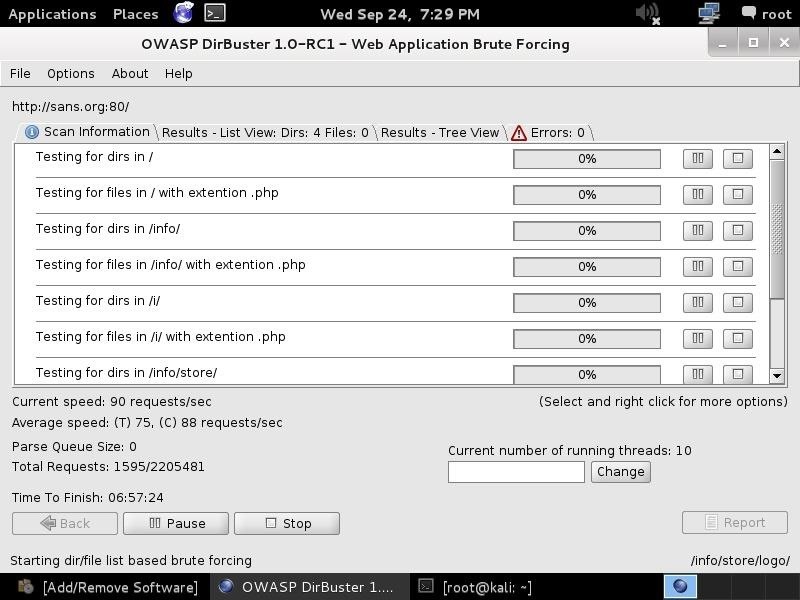 Applications Places Wed Sep 24, 7:29 PM root
OWASP DirBuster 1.0-RC1 - Web Application Brute Forcing
File Options About Help
http://sans.org:80/
Scan Information Results - List View: Dirs: 4 Files: 0 Results - Tree View Errors: 0
Testing for dirs in / 0%
Testing for files in / with extention .php 0%
Testing for dirs in /info/ 0%
Testing for files in /info/ with extention .php 0%
Testing for dirs in /i/ 0%
Testing for files in /i/ with extention .php 0%
Testing for dirs in /info/store/ 0%
Current speed: 90 requests/sec (Select and right click for more options)
Average speed: (T) 75, (C) 88 requests/sec
Parse Queue Size: 0
Current number of running threads: 10
Total Requests: 1595/2205481
Change
Time To Finish: 06:57:24
Back Pause Stop Report
Starting dir/file list based brute forcing /info/store/logo/
[Add/Remove Software] OWASP DirBuster 1.... [root@kali: ~]